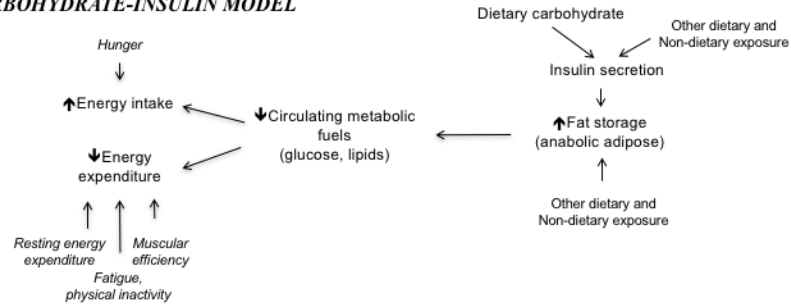 RBOHYDRATE-INSULIN MODEL
Dietary carbohydrate
Other dietary and
Non-dietary exposure
Hunger
Insulin secretion
↑Energy intake
↓Circulating metabolic
fuels
(glucose, lipids)
↑Fat storage
(anabolic adipose)
↓Energy
expenditure
Other dietary and
Non-dietary exposure
Resting energy
expenditure
Muscular
efficiency
Fatigue,
physical inactivity